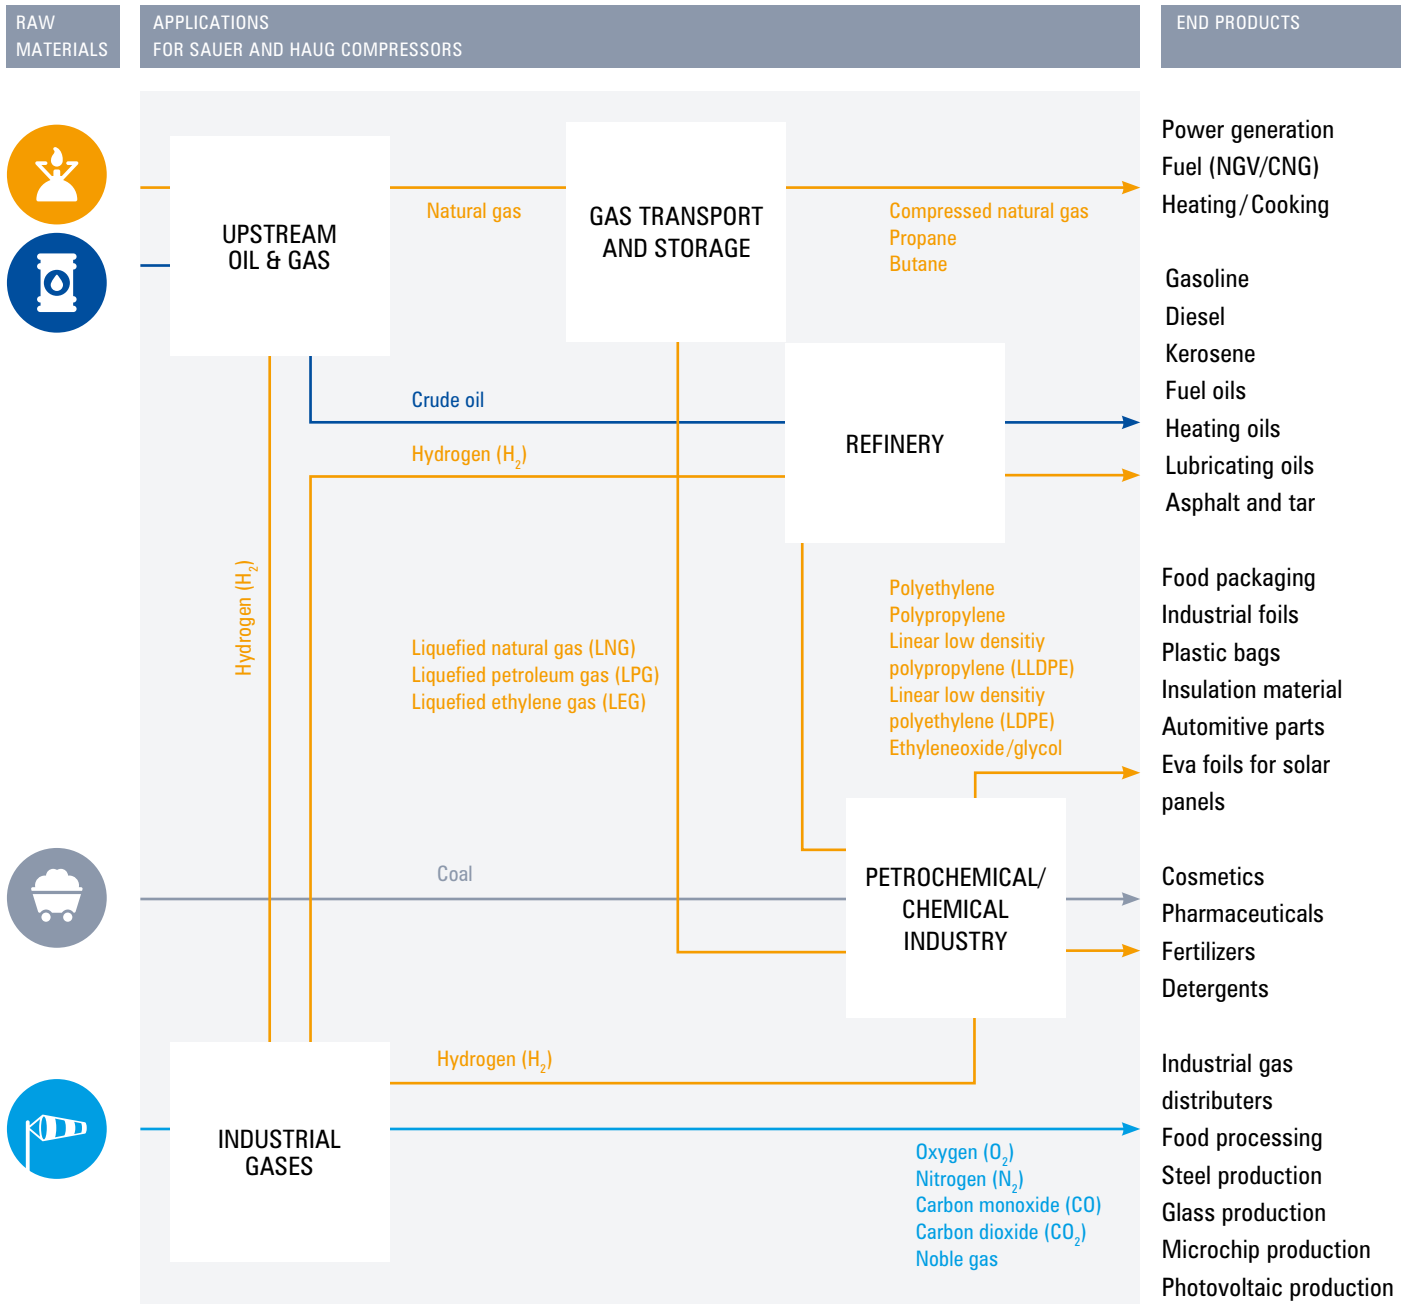 RAW
MATERIALS
APPLICATIONS
FOR SAUER AND HAUG COMPRESSORS
END PRODUCTS
UPSTREAM
OIL & GAS
Natural gas
GAS TRANSPORT
AND STORAGE
Compressed natural gas
Propane
Butane
Power generation
Fuel (NGV/CNG)
Heating/Cooking
Crude oil
Hydrogen (H₂)
REFINERY
Gasoline
Diesel
Kerosene
Fuel oils
Heating oils
Lubricating oils
Asphalt and tar
Hydrogen (H₂)
Liquefied natural gas (LNG)
Liquefied petroleum gas (LPG)
Liquefied ethylene gas (LEG)
Polyethylene
Polypropylene
Linear low densitiy
polypropylene (LLDPE)
Linear low densitiy
polyethylene (LDPE)
Ethyleneoxide/glycol
Food packaging
Industrial foils
Plastic bags
Insulation material
Automitive parts
Eva foils for solar
panels
Coal
PETROCHEMICAL/
CHEMICAL
INDUSTRY
Cosmetics
Pharmaceuticals
Fertilizers
Detergents
Hydrogen (H₂)
INDUSTRIAL
GASES
Oxygen (O₂)
Nitrogen (N₂)
Carbon monoxide (CO)
Carbon dioxide (CO₂)
Noble gas
Industrial gas
distributers
Food processing
Steel production
Glass production
Microchip production
Photovoltaic production